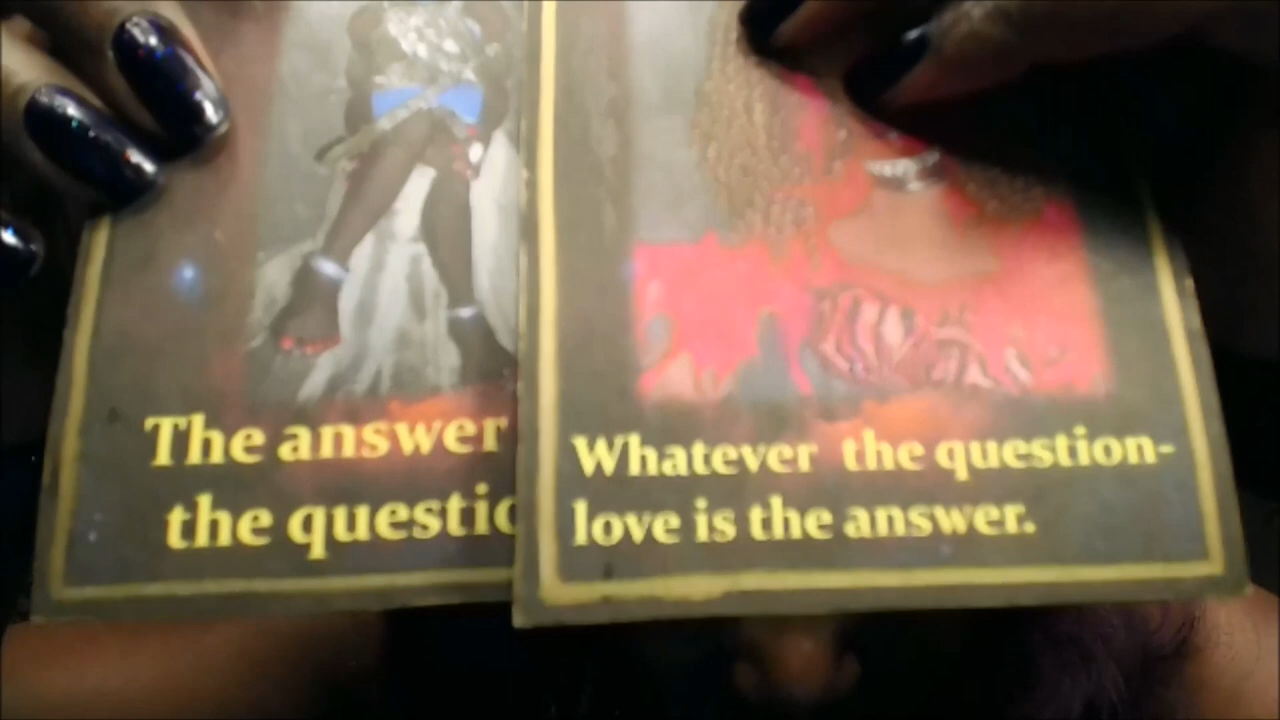 The answer
the questio
Whatever the question-
love is the answer.